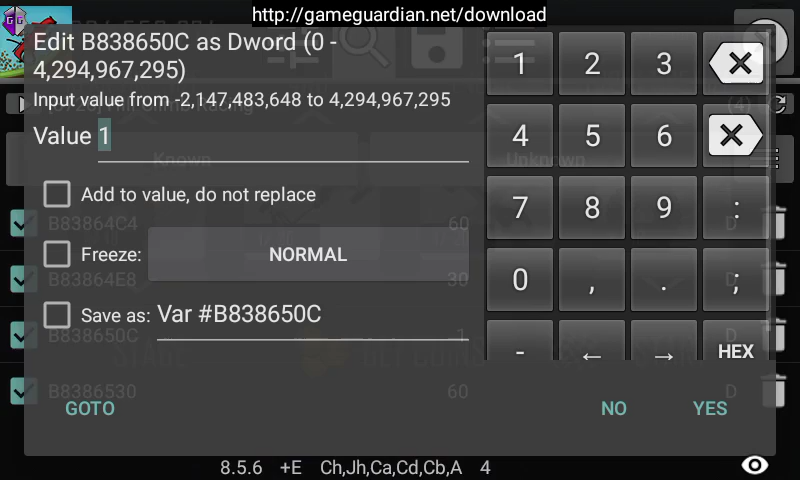 http://gameguardian.net/download
Edit B838650C as Dword (0 -
4,294,967,295)
Input value from -2,147,483,648 to 4,294,967,295
Value 1
Known
Unknown
(4)
Add to value, do not replace
B83864C4 60 D
Freeze: NORMAL
B83864E8 30 D
Save as: Var #B838650C
B838650C 1 D
B8386530 60 D
GOTO NO YES
1 2 3
4 5 6
7 8 9 :
0 , . ;
- ← → HEX
8.5.6 +E Ch,Jh,Ca,Cd,Cb,A 4